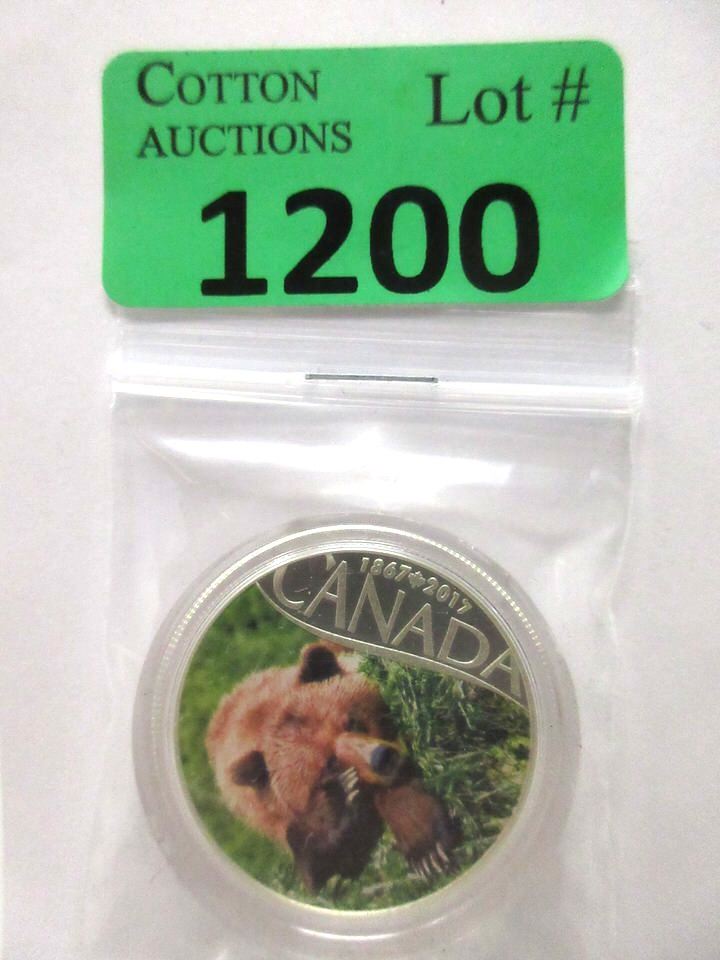 COTTON
AUCTIONS
Lot #
1200
1867 2017
CANADA